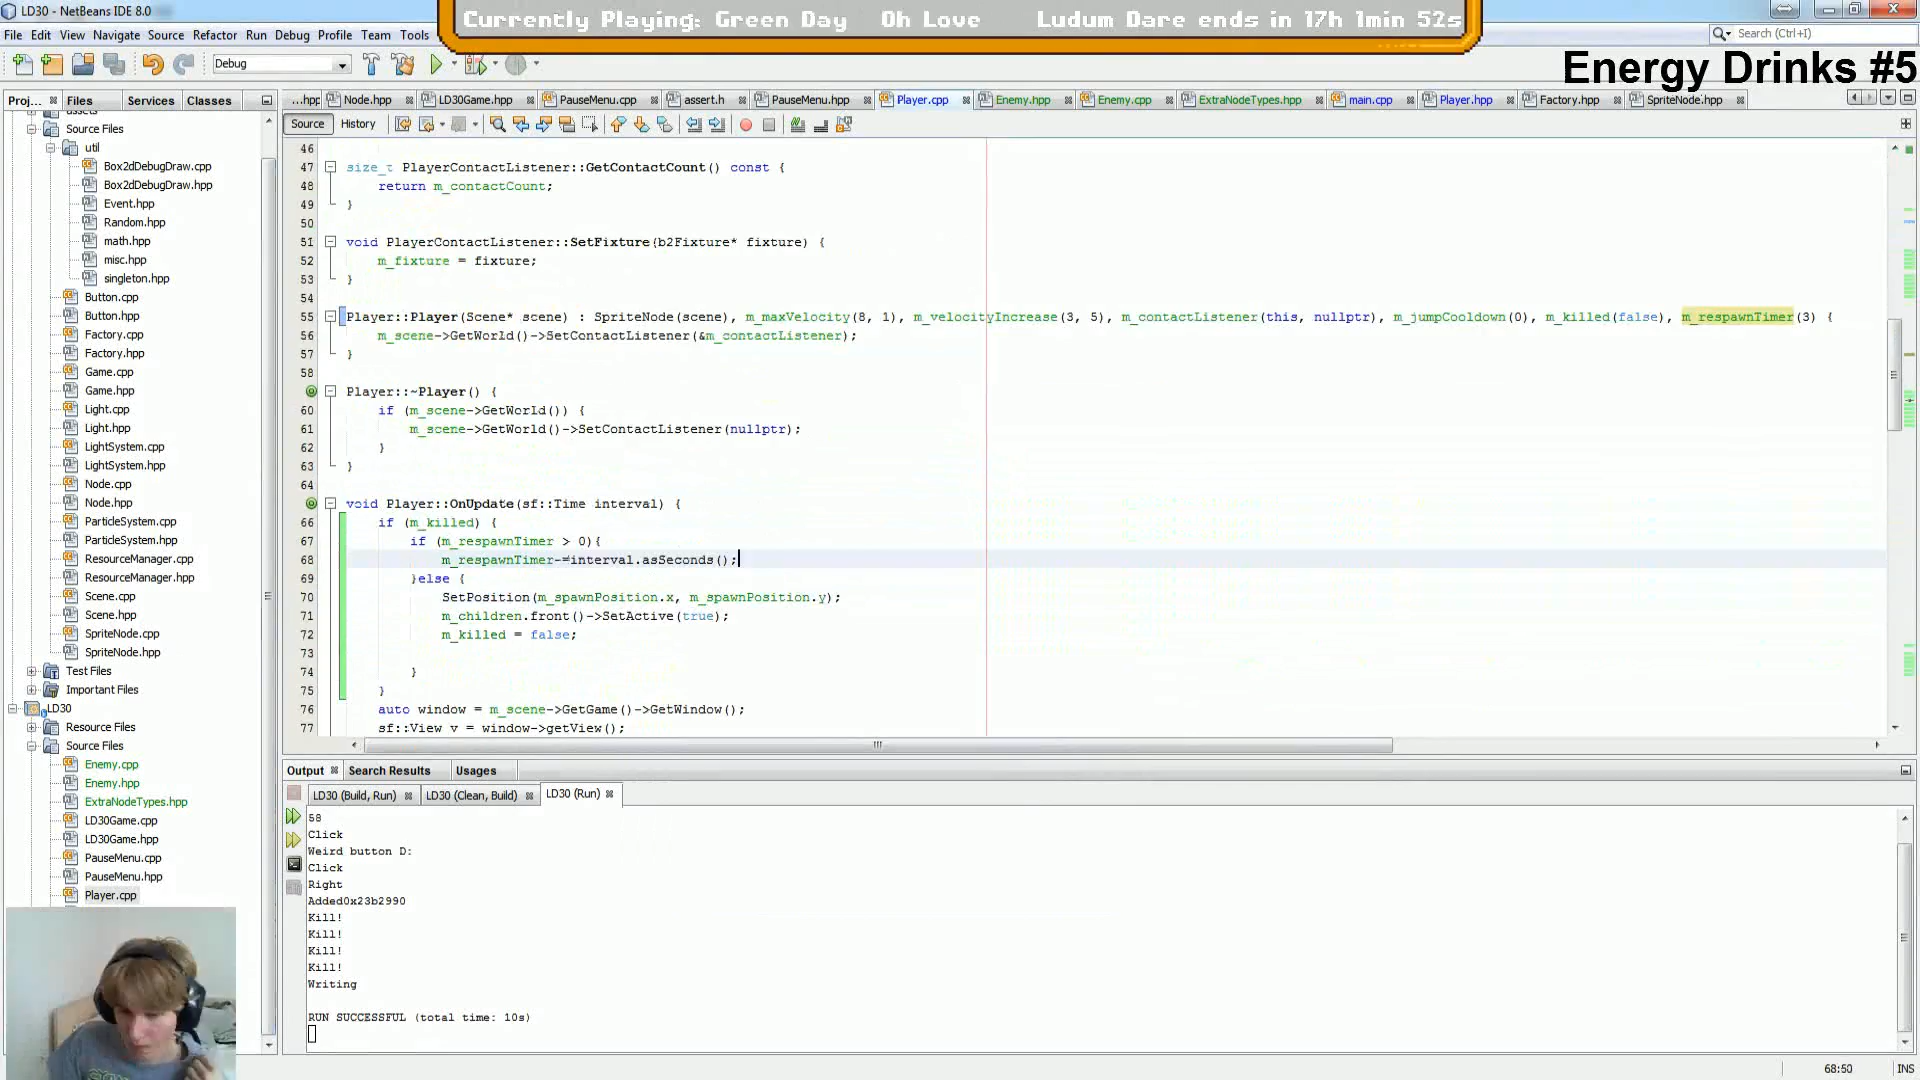 LD30 - NetBeans IDE 8.0
Currently Playing: Green Day Oh Love Ludum Dare ends in 17h 1min 52s
File Edit View Navigate Source Refactor Run Debug Profile Team Tools
Search (Ctrl+I)
Energy Drinks #5
Debug
Proj... Files Services Classes
...hpp Node.hpp LD30Game.hpp PauseMenu.cpp assert.h PauseMenu.hpp Player.cpp Enemy.hpp Enemy.cpp ExtraNodeTypes.hpp main.cpp Player.hpp Factory.hpp SpriteNode.hpp
Source History
assets
Source Files
util
Box2dDebugDraw.cpp
Box2dDebugDraw.hpp
Event.hpp
Random.hpp
math.hpp
misc.hpp
singleton.hpp
Button.cpp
Button.hpp
Factory.cpp
Factory.hpp
Game.cpp
Game.hpp
Light.cpp
Light.hpp
LightSystem.cpp
LightSystem.hpp
Node.cpp
Node.hpp
ParticleSystem.cpp
ParticleSystem.hpp
ResourceManager.cpp
ResourceManager.hpp
Scene.cpp
Scene.hpp
SpriteNode.cpp
SpriteNode.hpp
Test Files
Important Files
LD30
Resource Files
Source Files
Enemy.cpp
Enemy.hpp
ExtraNodeTypes.hpp
LD30Game.cpp
LD30Game.hpp
PauseMenu.cpp
PauseMenu.hpp
Player.cpp
46
47 size_t PlayerContactListener::GetContactCount() const {
48 return m_contactCount;
49 }
50
51 void PlayerContactListener::SetFixture(b2Fixture* fixture) {
52 m_fixture = fixture;
53 }
54
55 Player::Player(Scene* scene) : SpriteNode(scene), m_maxVelocity(8, 1), m_velocityIncrease(3, 5), m_contactListener(this, nullptr), m_jumpCooldown(0), m_killed(false), m_respawnTimer(3) {
56 m_scene->GetWorld()->SetContactListener(&m_contactListener);
57 }
58
Player::~Player() {
60 if (m_scene->GetWorld()) {
61 m_scene->GetWorld()->SetContactListener(nullptr);
62 }
63 }
64
void Player::OnUpdate(sf::Time interval) {
66 if (m_killed) {
67 if (m_respawnTimer > 0){
68 m_respawnTimer-=interval.asSeconds();
69 }else {
70 SetPosition(m_spawnPosition.x, m_spawnPosition.y);
71 m_children.front()->SetActive(true);
72 m_killed = false;
73
74 }
75 }
76 auto window = m_scene->GetGame()->GetWindow();
77 sf::View v = window->getView();
Output Search Results Usages
LD30 (Build, Run) LD30 (Clean, Build) LD30 (Run)
58
Click
Weird button D:
Click
Right
Added0x23b2990
Kill!
Kill!
Kill!
Kill!
Writing
RUN SUCCESSFUL (total time: 10s)
68:50 INS